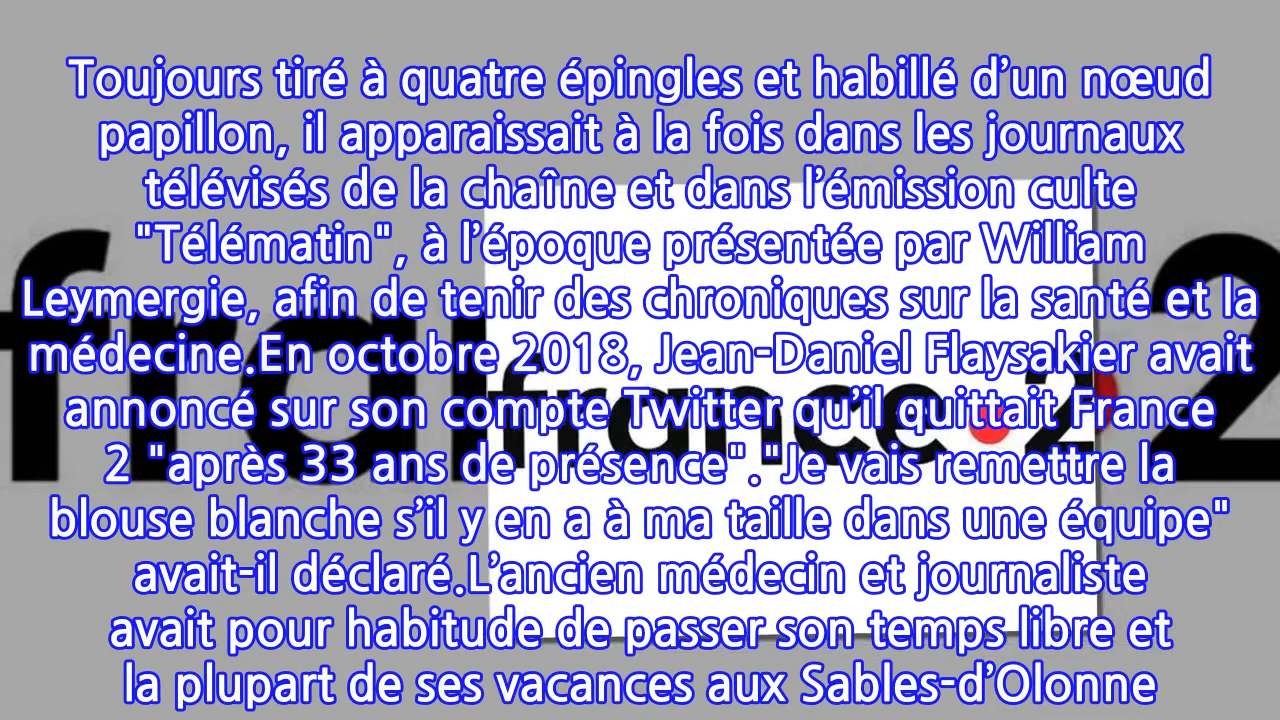 Toujours tiré à quatre épingles et habillé d'un nœud
papillon, il apparaissait à la fois dans les journaux
télévisés de la chaîne et dans l'émission culte
"Télématin" , à l'époque présentée par William
Leymergie, afin de tenir des chroniques sur la santé et la
médecine.En octobre 2018, Jean-Daniel Flaysakier avait
annoncé sur son compte Twitter qu'il quittait France
2 "après 33 ans de présence"."Je vais remettre la
blouse blanche s'il y en a à ma taille dans une équipe"
avait-il déclaré.L'ancien médecin et journaliste
avait pour habitude de passer son temps libre et
la plupart de ses vacances aux Sables-d'Olonne
france•2